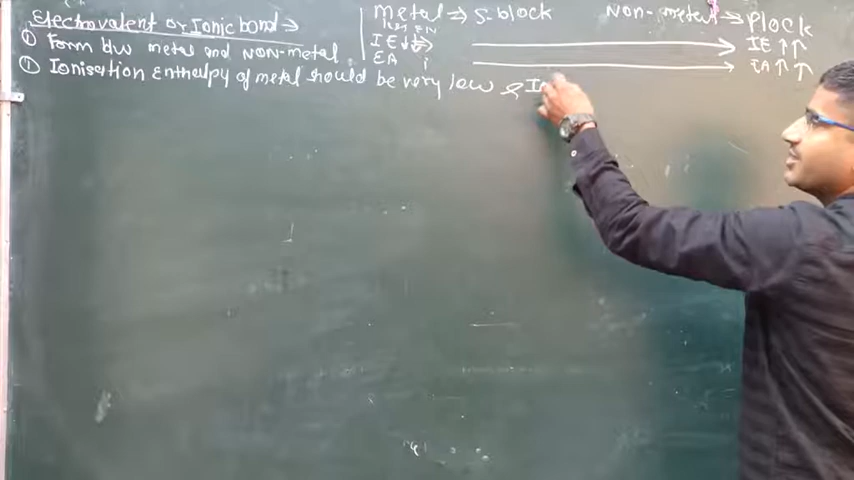 Electrovalent or Ionic bond →
① Form b/w metal and non-metal
① Ionisation Enthalpy of metal should be very low & I
metal ⇒ s-block
IE ↓↓
EA
non-metal → p block
IE ↑↑
EA ↑ ↑